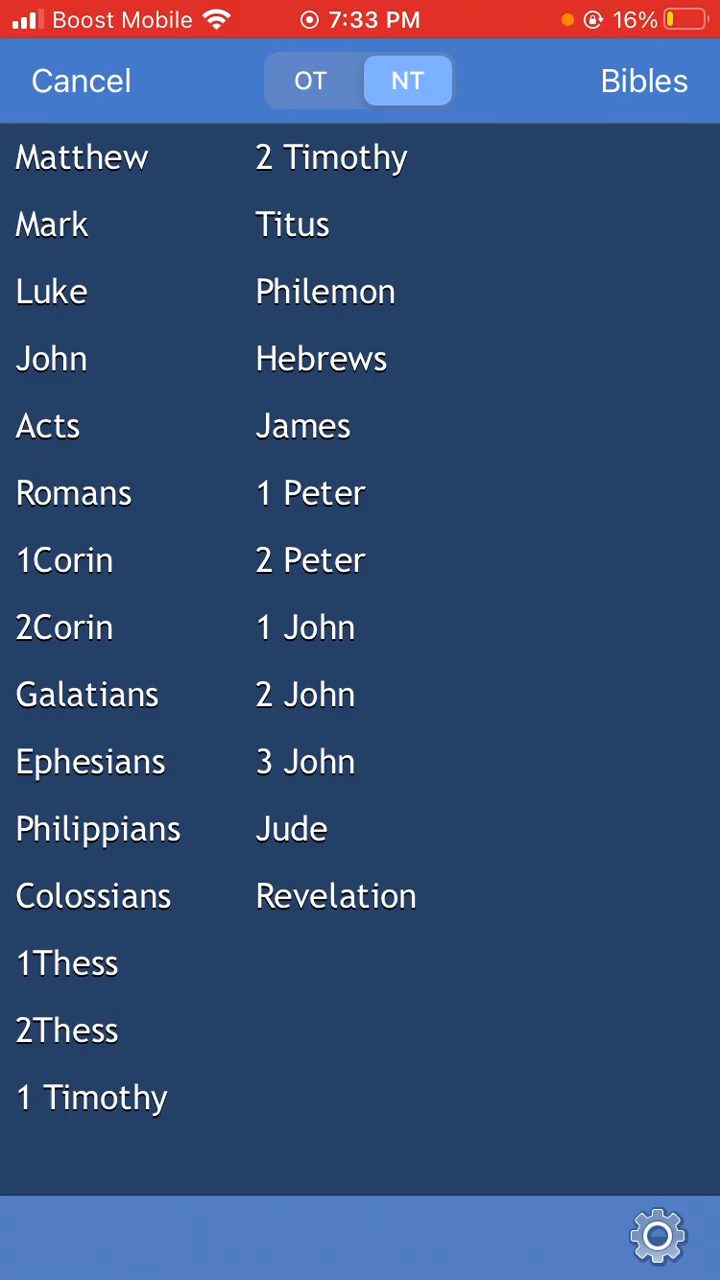 Boost Mobile 7:33 PM 16%
Cancel OT NT Bibles
Matthew
Mark
Luke
John
Acts
Romans
1Corin
2Corin
Galatians
Ephesians
Philippians
Colossians
1Thess
2Thess
1 Timothy
2 Timothy
Titus
Philemon
Hebrews
James
1 Peter
2 Peter
1 John
2 John
3 John
Jude
Revelation